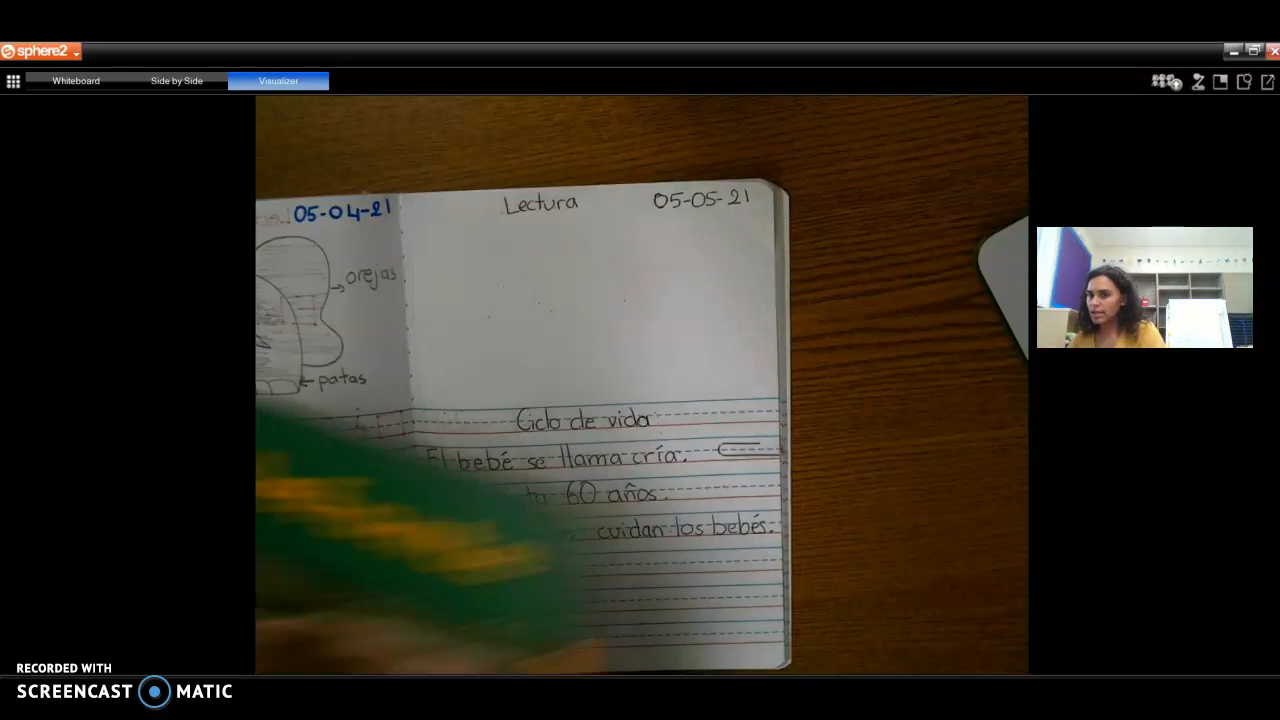 sphere2
Whiteboard Side by Side Visualizer
05-04-21
Lectura 05-05-21
orejas
patas
Ciclo de vida
El bebé se llama cría.
60 años.
cuidan los bebés.
RECORDED WITH
SCREENCAST MATIC